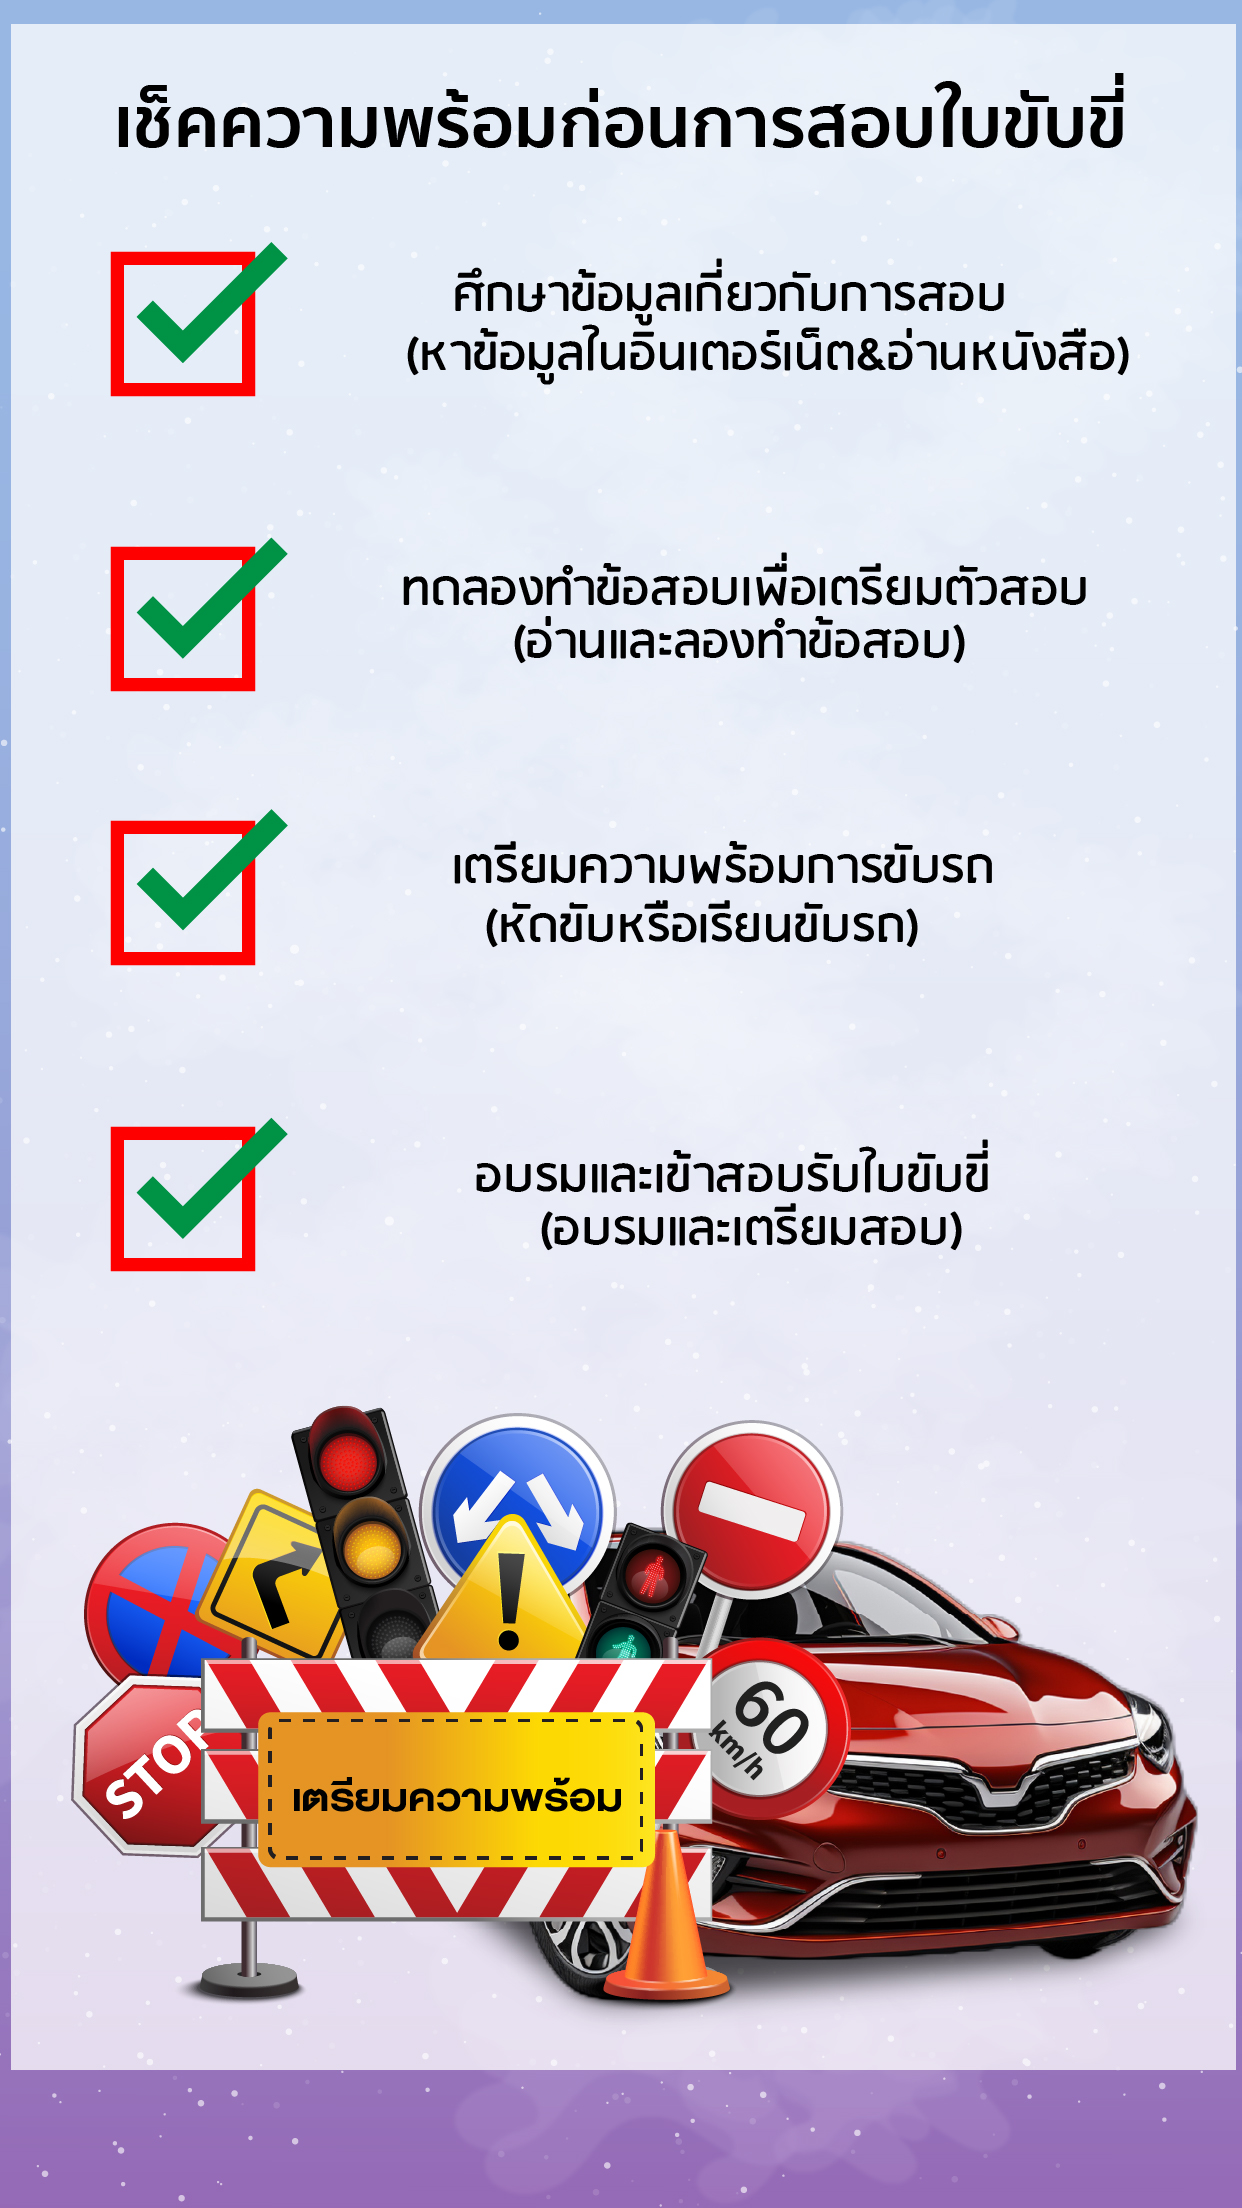 เช็คความพร้อมก่อนการสอบใบขับขี่
ศึกษาข้อมูลเกี่ยวกับการสอบ
(หาข้อมูลในอินเตอร์เน็ต&อ่านหนังสือ)
ทดลองทำข้อสอบเพื่อเตรียมตัวสอบ
(อ่านและลองทำข้อสอบ)
เตรียมความพร้อมการขับรถ
(หัดขับหรือเรียนขับรถ)
อบรมและเข้าสอบรับใบขับขี่
(อบรมและเตรียมสอบ)
60
km/h
STOP
เตรียมความพร้อม